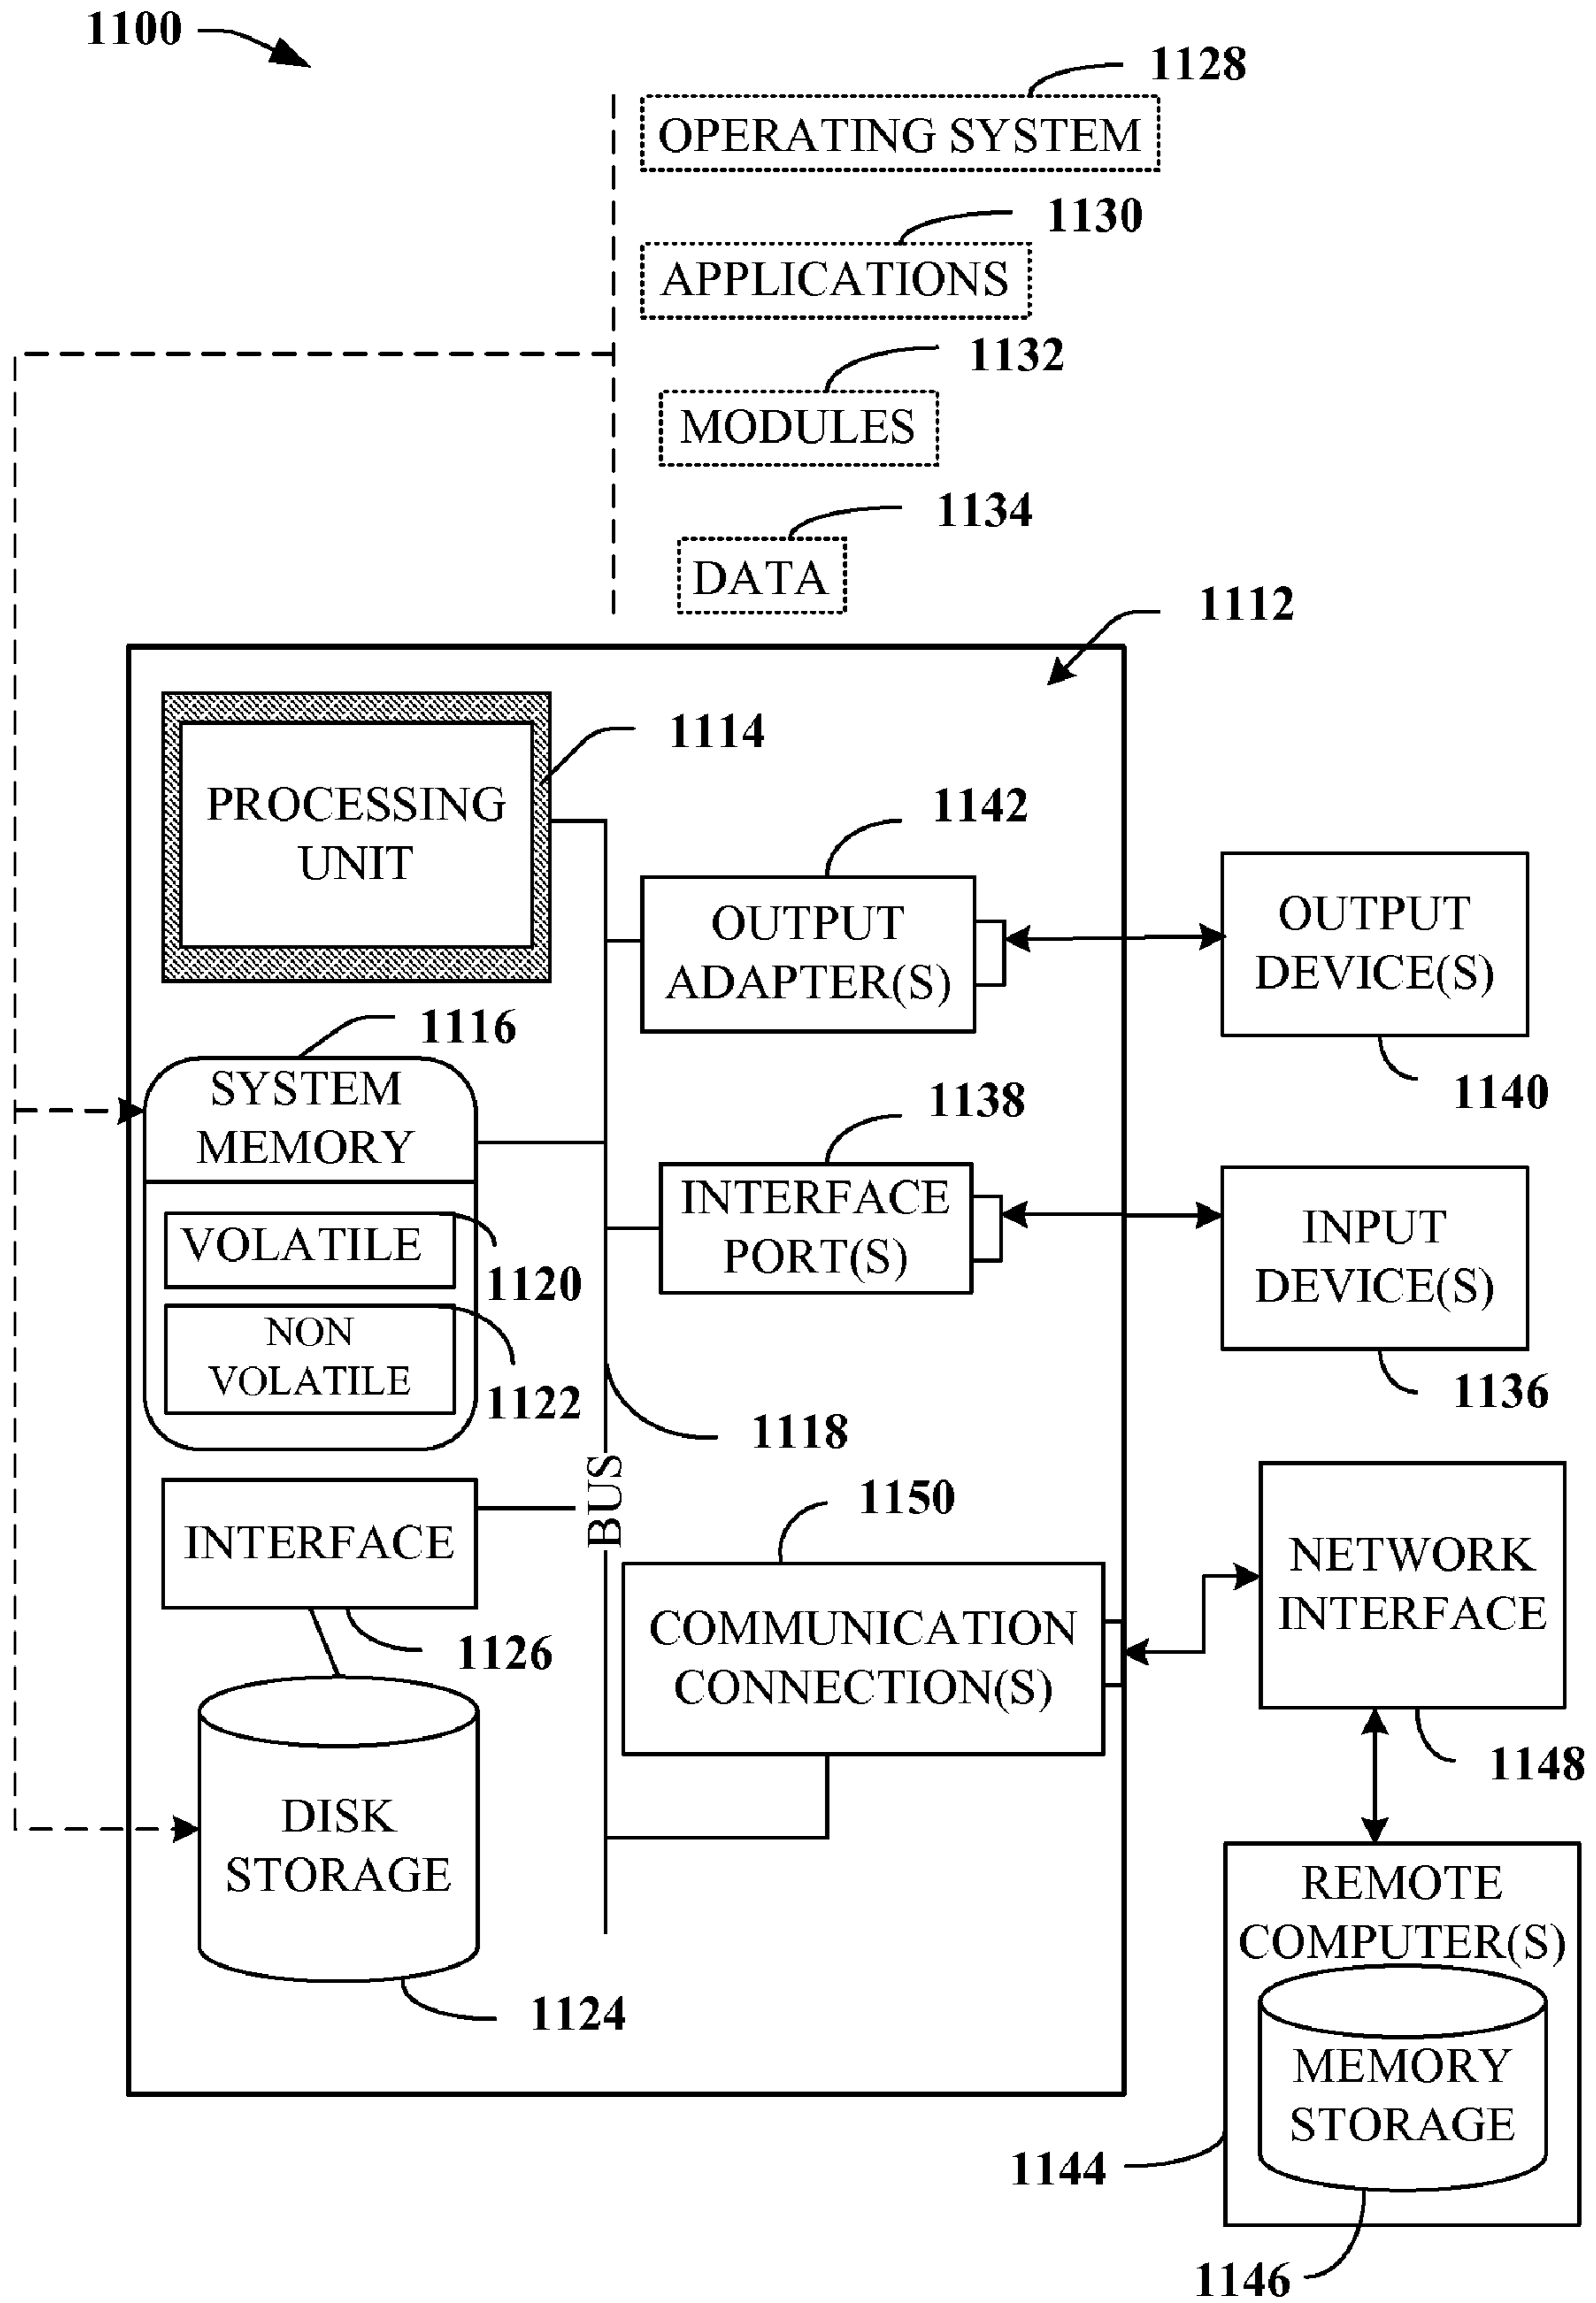 1100
1128
OPERATING SYSTEM
1130
APPLICATIONS
1132
MODULES
1134
DATA
1112
PROCESSING
UNIT
1114
1142
OUTPUT
ADAPTER(S)
OUTPUT
DEVICE(S)
1140
1116
SYSTEM
MEMORY
VOLATILE
1120
NON
VOLATILE
1122
1138
INTERFACE
PORT(S)
INPUT
DEVICE(S)
1136
1118
BUS
INTERFACE
1126
1150
COMMUNICATION
CONNECTION(S)
NETWORK
INTERFACE
1148
DISK
STORAGE
1124
REMOTE
COMPUTER(S)
MEMORY
STORAGE
1144
1146